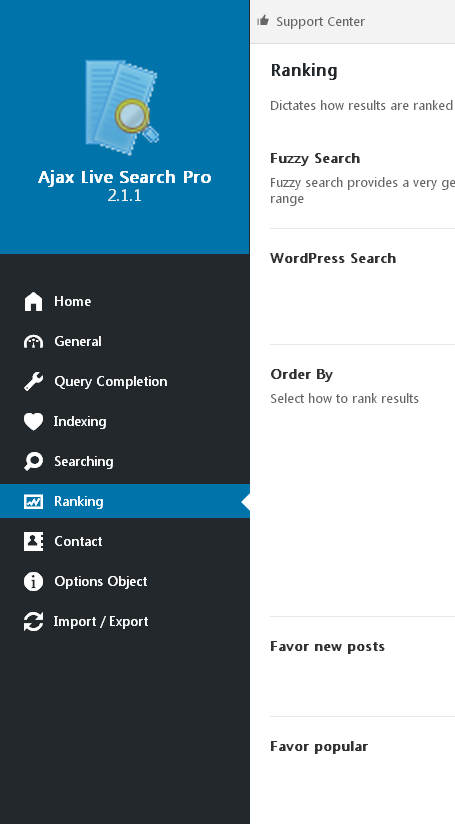 Ajax Live Search Pro
2.1.1
Home
General
Query Completion
Indexing
Searching
Ranking
Contact
Options Object
Import / Export
Support Center
Ranking
Dictates how results are ranked
Fuzzy Search
Fuzzy search provides a very ge
range
WordPress Search
Order By
Select how to rank results
Favor new posts
Favor popular